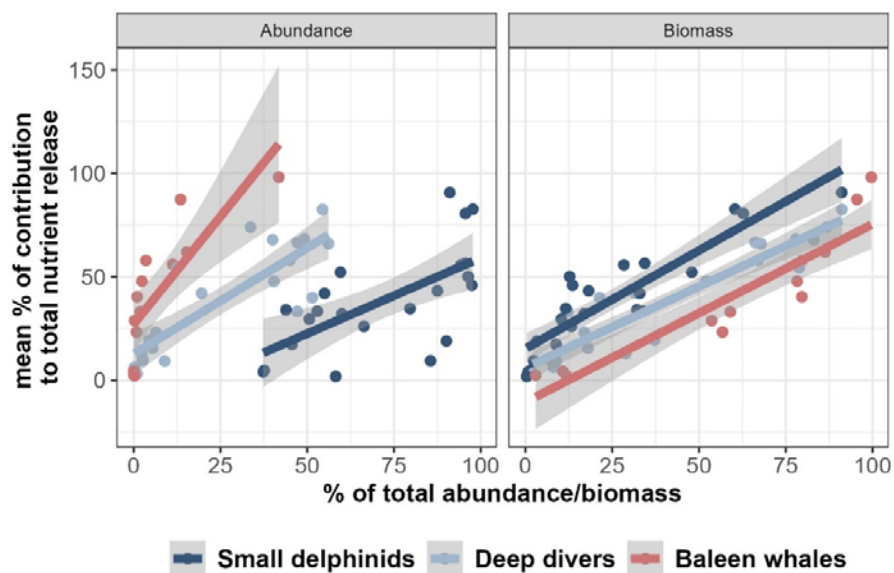 Abundance
Biomass
mean % of contribution
to total nutrient release
150
100
50
0
0
25
50
75
100
0
25
50
75
100
% of total abundance/biomass
Small delphinids
Deep divers
Baleen whales